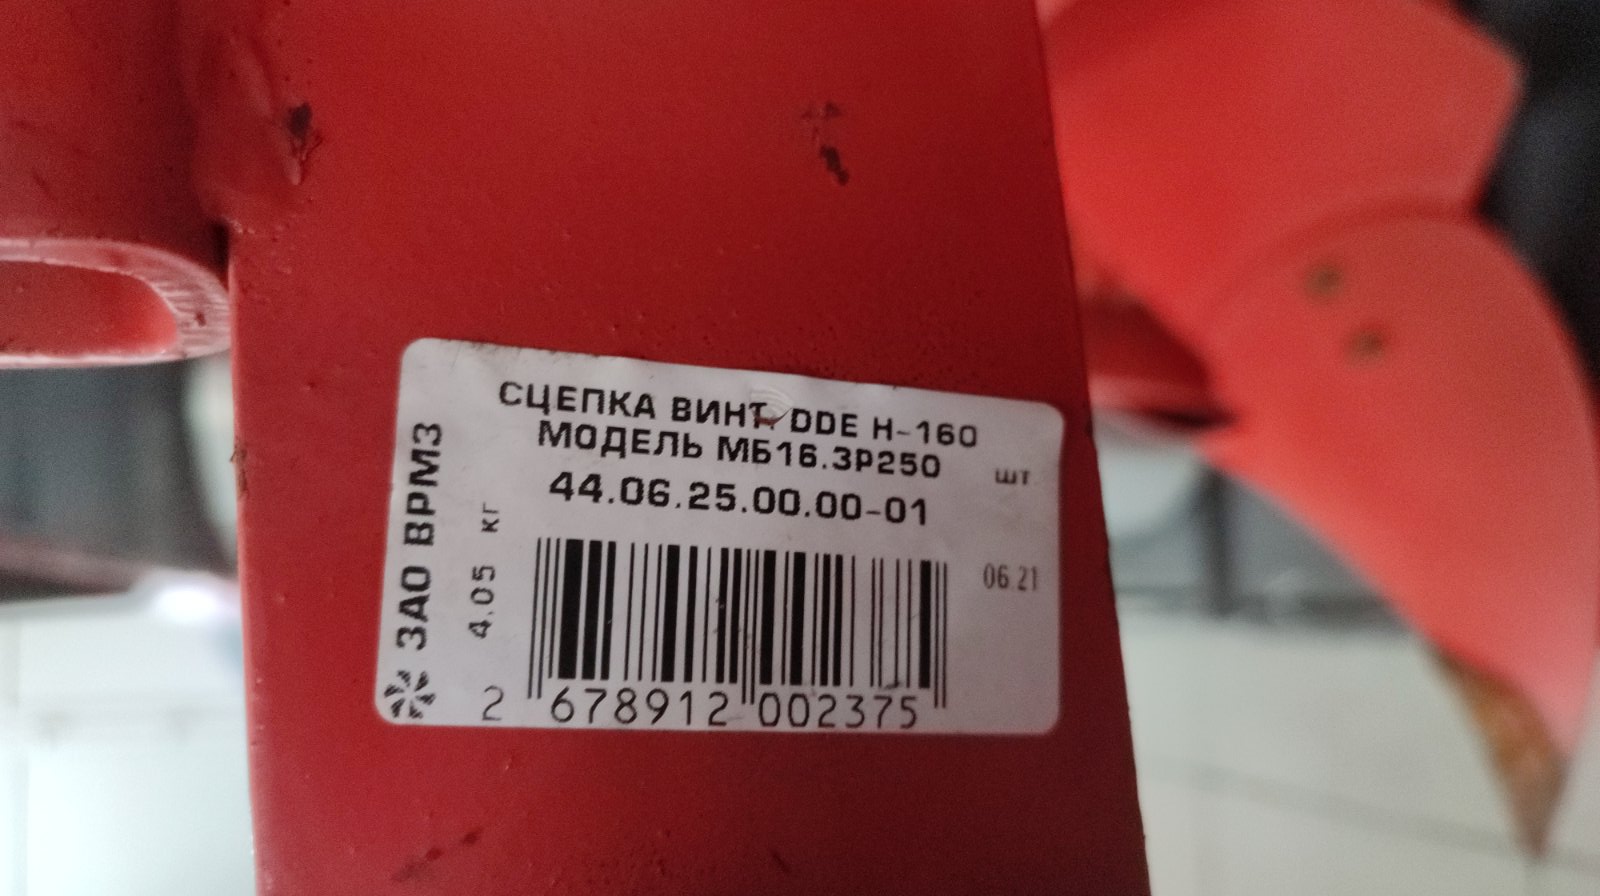 СЦЕПКА ВИНТ. DDE Н-160
МОДЕЛЬ МБ16.3Р250
шт
44.06.25.00.00-01
ЗАО ВРМЗ
4.05 кг
06.21
2 678912 002375